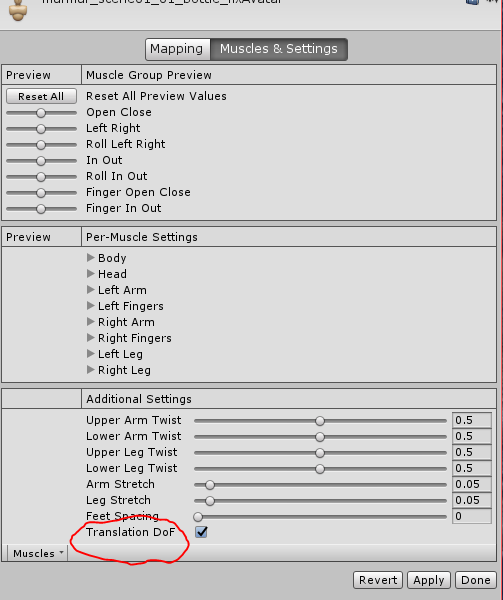 Mapping Muscles & Settings
Preview Muscle Group Preview
Reset All Reset All Preview Values
Open Close
Left Right
Roll Left Right
In Out
Roll In Out
Finger Open Close
Finger In Out
Preview Per-Muscle Settings
Body
Head
Left Arm
Left Fingers
Right Arm
Right Fingers
Left Leg
Right Leg
Additional Settings
Upper Arm Twist 0.5
Lower Arm Twist 0.5
Upper Leg Twist 0.5
Lower Leg Twist 0.5
Arm Stretch 0.05
Leg Stretch 0.05
Feet Spacing 0
Translation DoF
Muscles
Revert Apply Done